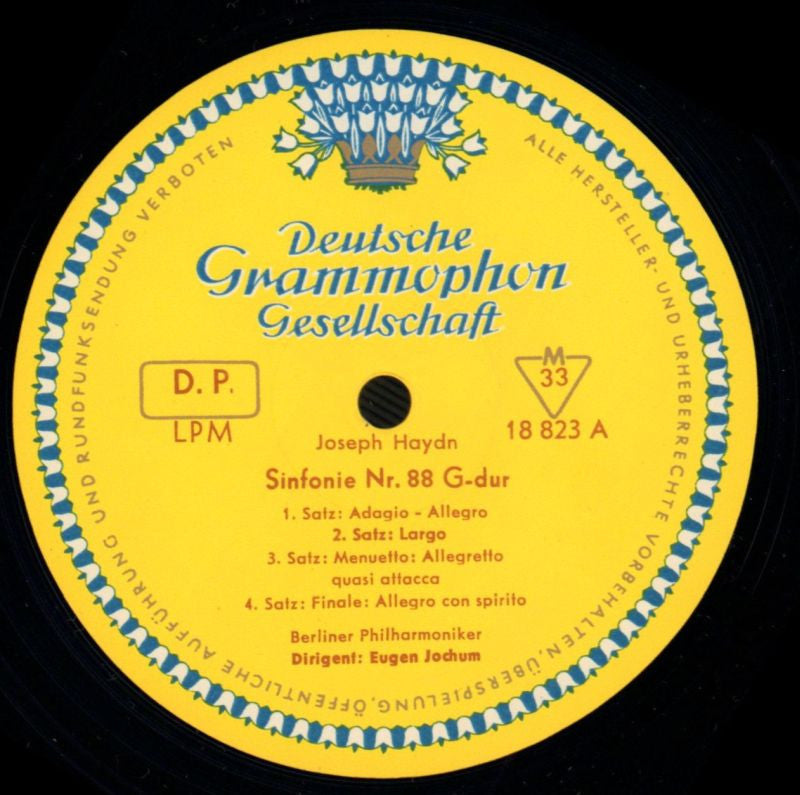 Deutsche
Grammophon
Gesellschaft
D. P.
LPM
M
33
18 823 A
Joseph Haydn
Sinfonie Nr. 88 G-dur
1. Satz: Adagio - Allegro
2. Satz: Largo
3. Satz: Menuetto: Allegretto
quasi attacca
4. Satz: Finale: Allegro con spirito
Berliner Philharmoniker
Dirigent: Eugen Jochum
ALLE HERSTELLER- UND URHEBERRECHTE VORBEHALTEN, ÜBERSPIELUNG, ÖFFENTLICHE AUFFÜHRUNG UND RUNDFUNKSENDUNG VERBOTEN